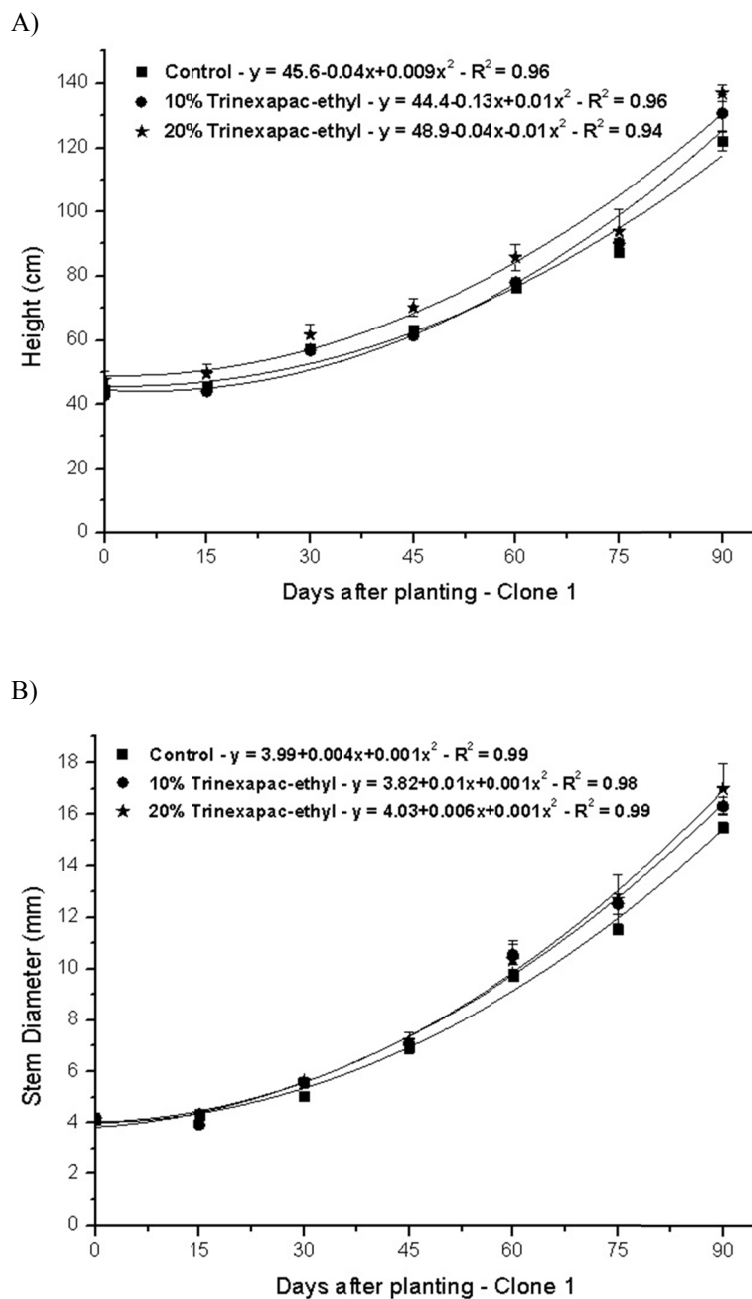 A)
Control - y = 45.6-0.04x+0.009x² - R² = 0.96
10% Trinexapac-ethyl - y = 44.4-0.13x+0.01x² - R² = 0.96
20% Trinexapac-ethyl - y = 48.9-0.04x-0.01x² - R² = 0.94
140
120
100
80
60
40
20
0
Height (cm)
0 15 30 45 60 75 90
Days after planting - Clone 1
B)
Control - y = 3.99+0.004x+0.001x² - R² = 0.99
10% Trinexapac-ethyl - y = 3.82+0.01x+0.001x² - R² = 0.98
20% Trinexapac-ethyl - y = 4.03+0.006x+0.001x² - R² = 0.99
18
16
14
12
10
8
6
4
2
0
Stem Diameter (mm)
0 15 30 45 60 75 90
Days after planting - Clone 1